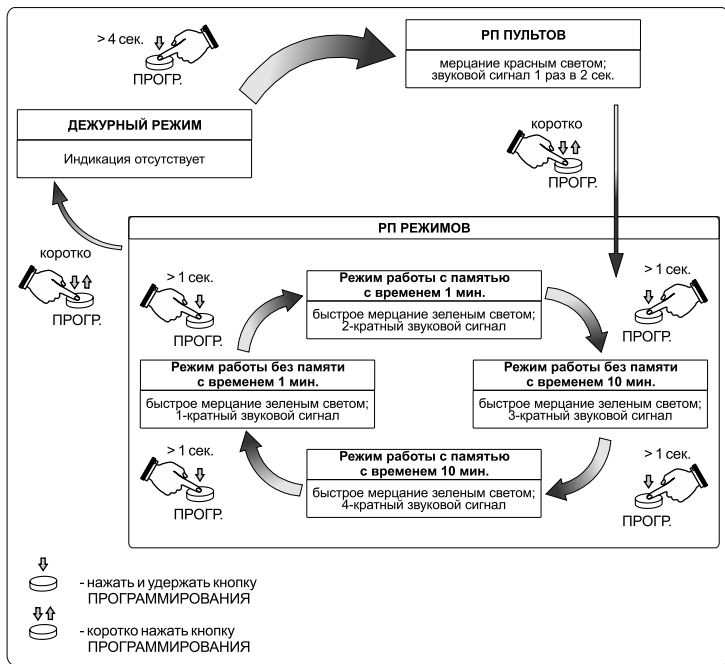 > 4 сек.
ПРОГР.
РП ПУЛЬТОВ
мерцание красным светом;
звуковой сигнал 1 раз в 2 сек.
ДЕЖУРНЫЙ РЕЖИМ
Индикация отсутствует
коротко
ПРОГР.
коротко
ПРОГР.
РП РЕЖИМОВ
> 1 сек.
ПРОГР.
Режим работы с памятью
с временем 1 мин.
быстрое мерцание зеленым светом;
2-кратный звуковой сигнал
> 1 сек.
ПРОГР.
Режим работы без памяти
с временем 1 мин.
быстрое мерцание зеленым светом;
1-кратный звуковой сигнал
Режим работы без памяти
с временем 10 мин.
быстрое мерцание зеленым светом;
3-кратный звуковой сигнал
> 1 сек.
ПРОГР.
Режим работы с памятью
с временем 10 мин.
быстрое мерцание зеленым светом;
4-кратный звуковой сигнал
> 1 сек.
ПРОГР.
- нажать и удержать кнопку
ПРОГРАММИРОВАНИЯ
- коротко нажать кнопку
ПРОГРАММИРОВАНИЯ